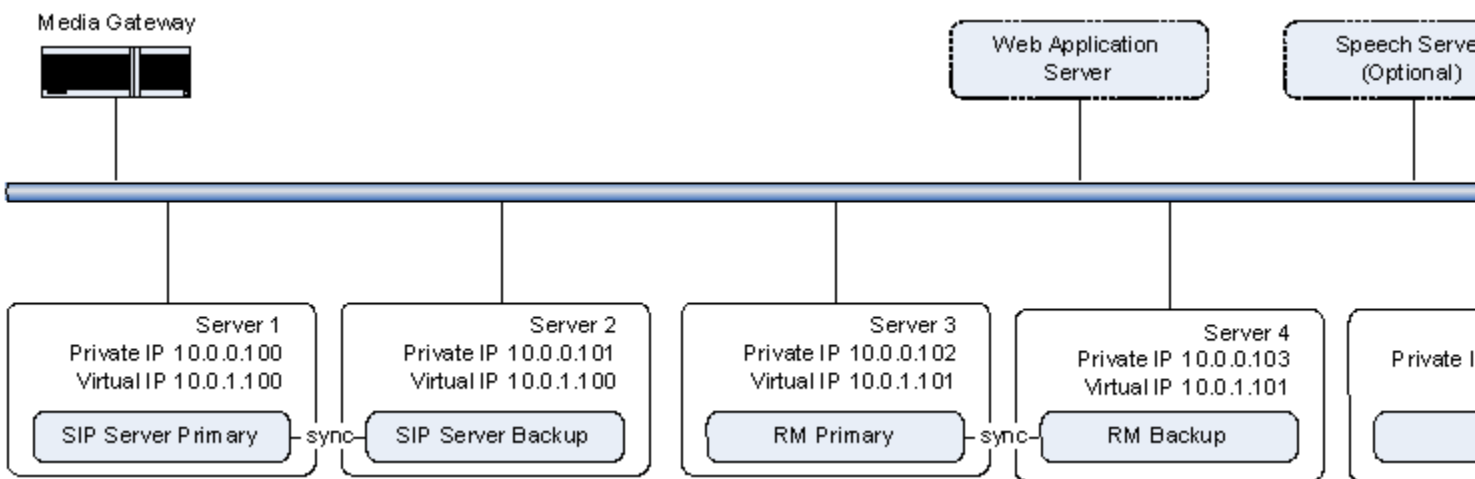 Media Gateway
Web Application
Server
Speech Serve
(Optional)
Server 1
Private IP 10.0.0.100
Virtual IP 10.0.1.100
SIP Server Primary
sync
Server 2
Private IP 10.0.0.101
Virtual IP 10.0.1.100
SIP Server Backup
Server 3
Private IP 10.0.0.102
Virtual IP 10.0.1.101
RM Primary
sync
Server 4
Private IP 10.0.0.103
Virtual IP 10.0.1.101
RM Backup
Private I